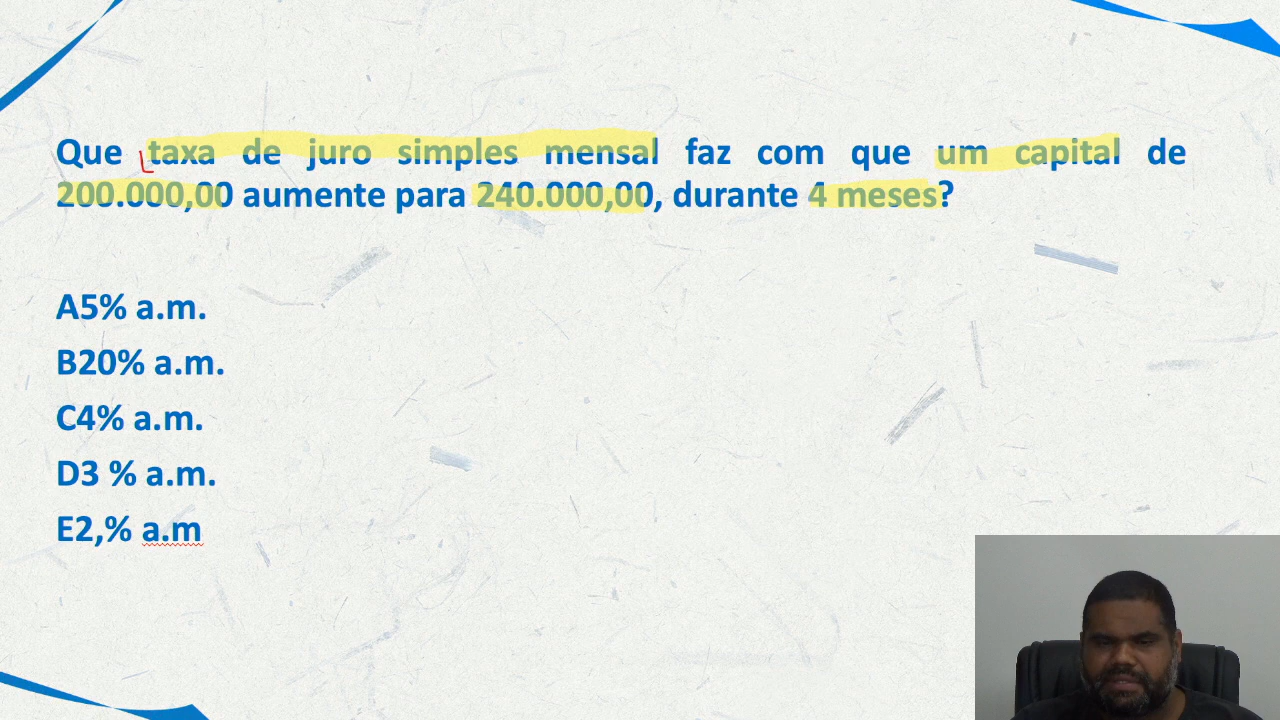 Que taxa de juro simples mensal faz com que um capital de
200.000,00 aumente para 240.000,00, durante 4 meses?
A5% a.m.
B20% a.m.
C4% a.m.
D3 % a.m.
E2,% a.m